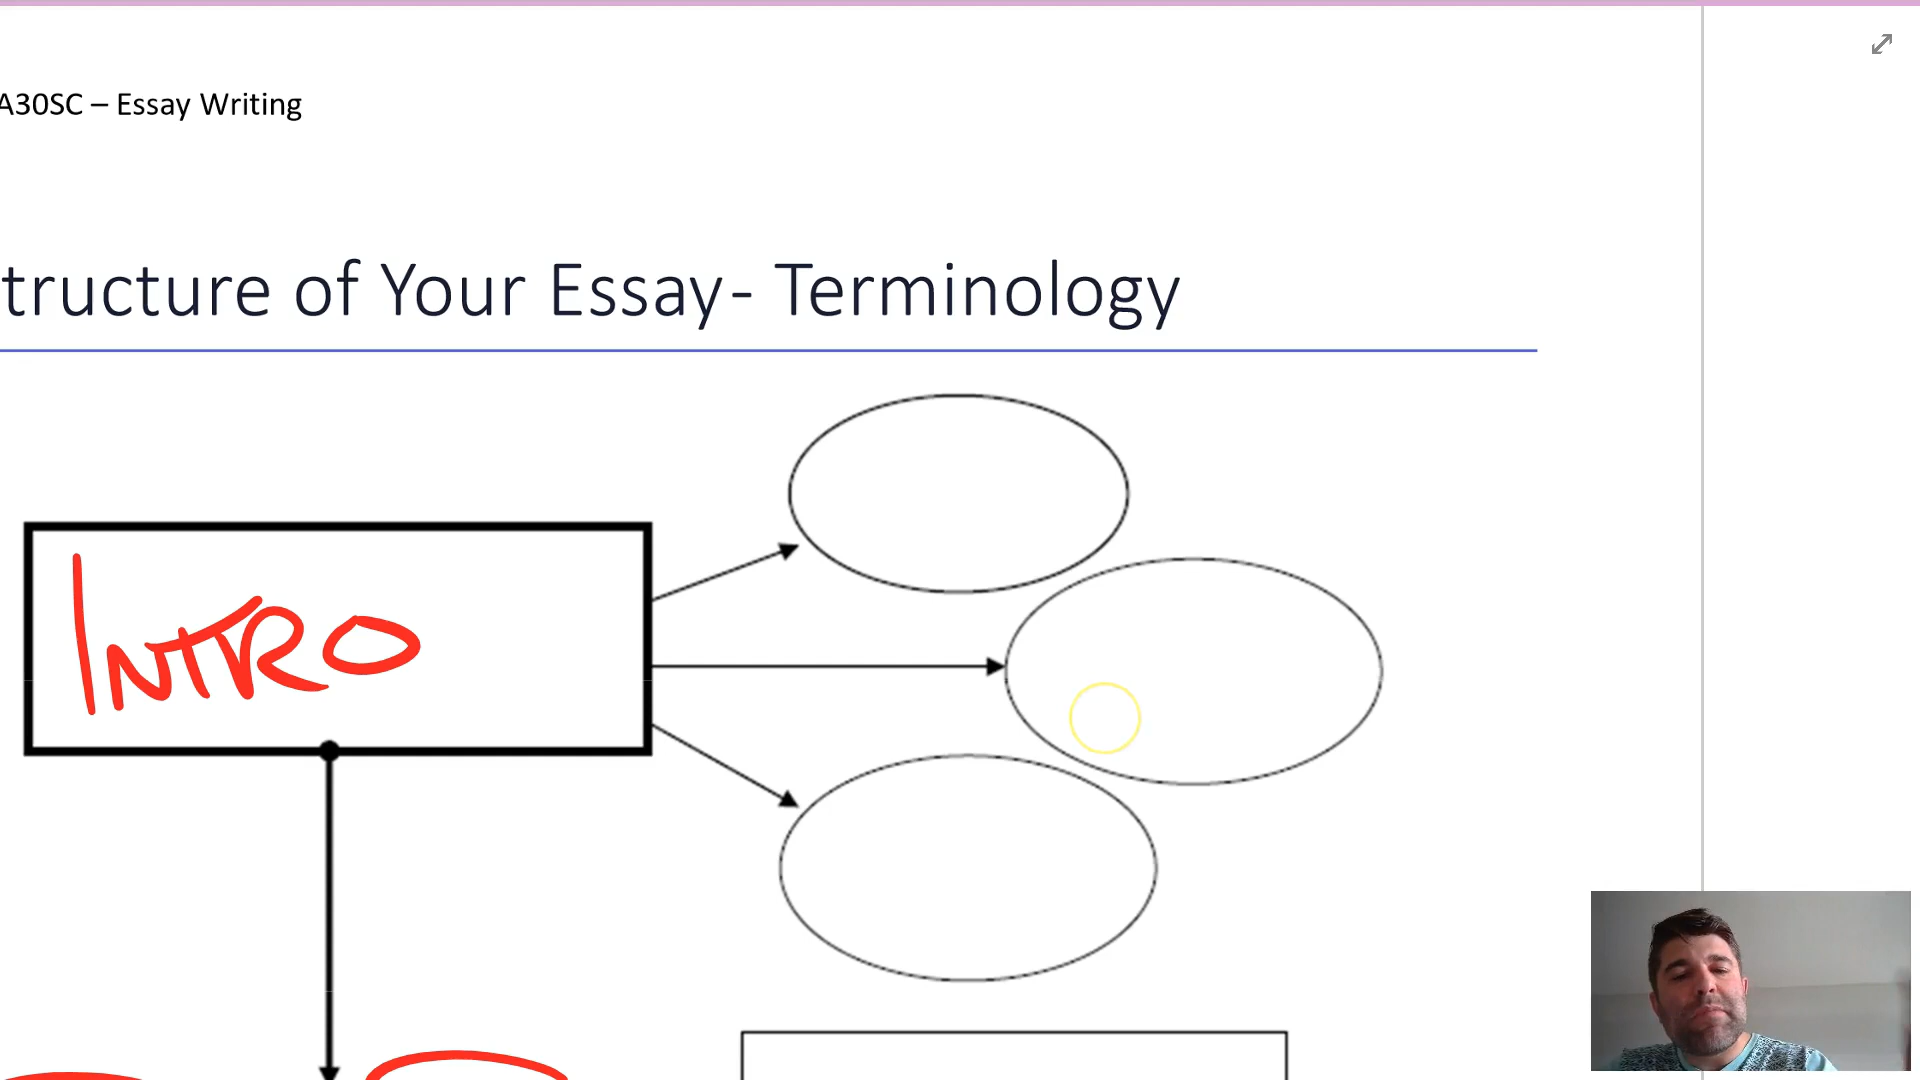 A30SC – Essay Writing
tructure of Your Essay - Terminology
INTRO